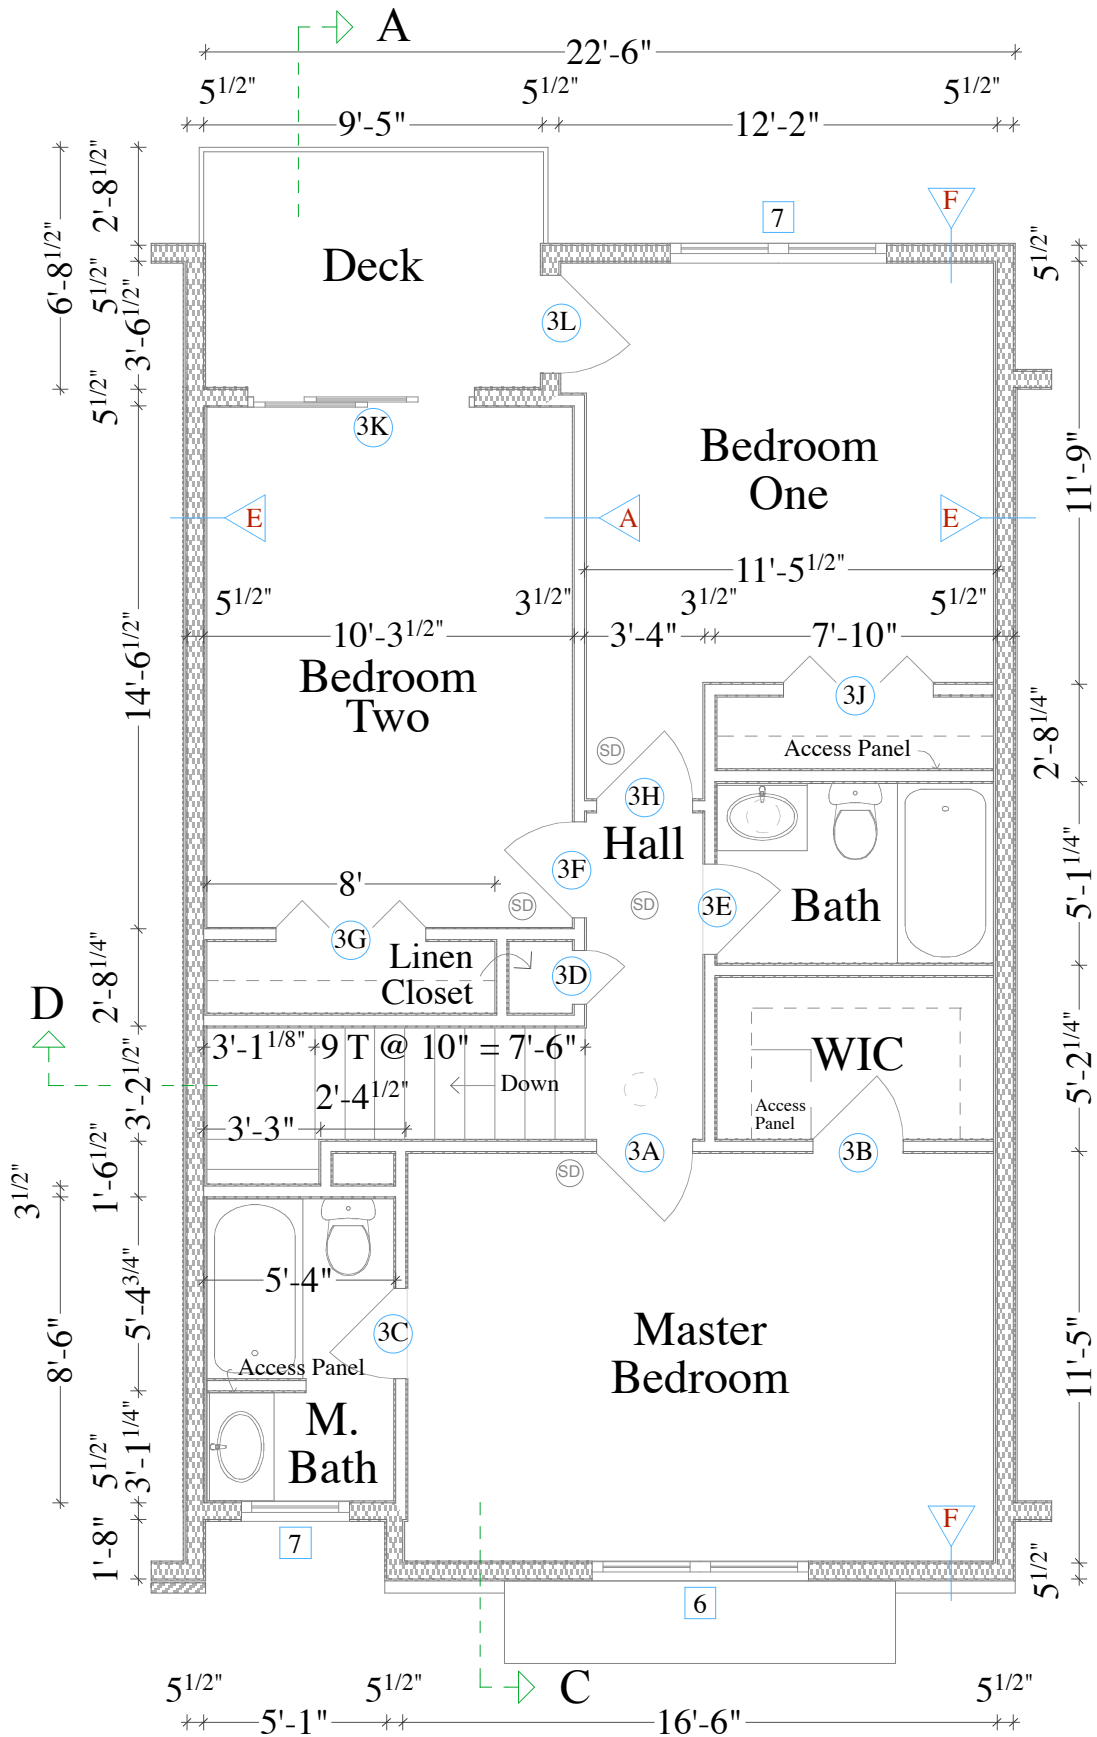 A
22'-6"
5 1/2"
5 1/2"
5 1/2"
9'-5"
12'-2"
2'-8 1/2"
6'-8 1/2"
5 1/2"
3'-6 1/2"
5 1/2"
7
F
5 1/2"
Deck
3L
3K
Bedroom
One
11'-9"
E
A
E
11'-5 1/2"
5 1/2"
3 1/2"
3 1/2"
5 1/2"
10'-3 1/2"
3'-4"
7'-10"
14'-6 1/2"
Bedroom
Two
3J
2'-8 1/4"
SD
Access Panel
3H
Hall
3F
8'
SD
SD
3E
Bath
5'-1 1/4"
3G
Linen
Closet
3D
2'-8 1/4"
D
3'-1 1/8"
9 T @ 10" = 7'-6"
WIC
5'-2 1/4"
3'-2 1/2"
2'-4 1/2"
Down
Access
Panel
3'-3"
3A
3B
SD
1'-6 1/2"
3 1/2"
5'-4"
5'-4 3/4"
8'-6"
3C
Master
Bedroom
11'-5"
Access Panel
M.
Bath
5 1/2"
3'-1 1/4"
F
7
1'-8"
5 1/2"
6
C
5 1/2"
5 1/2"
5 1/2"
5'-1"
16'-6"